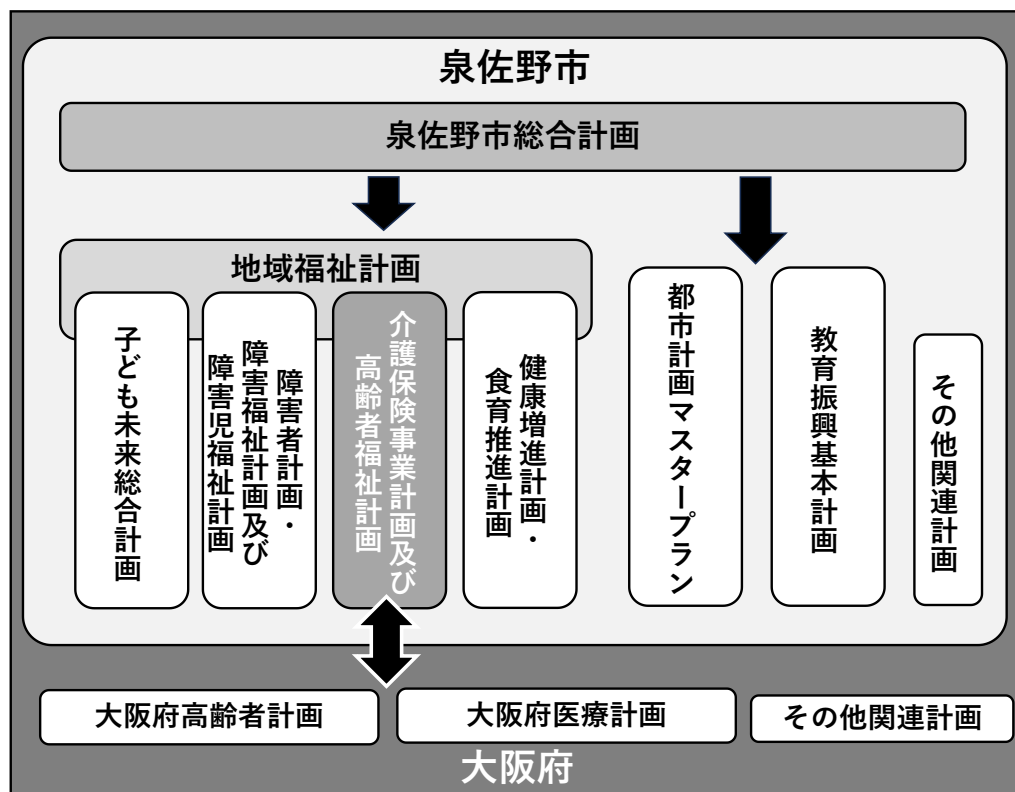 泉佐野市
泉佐野市総合計画
地域福祉計画
子ども未来総合計画
障害者計画・
障害福祉計画及び
障害児福祉計画
介護保険事業計画及び
高齢者福祉計画
健康増進計画・
食育推進計画
都市計画マスタープラン
教育振興基本計画
その他関連計画
大阪府高齢者計画
大阪府医療計画
その他関連計画
大阪府